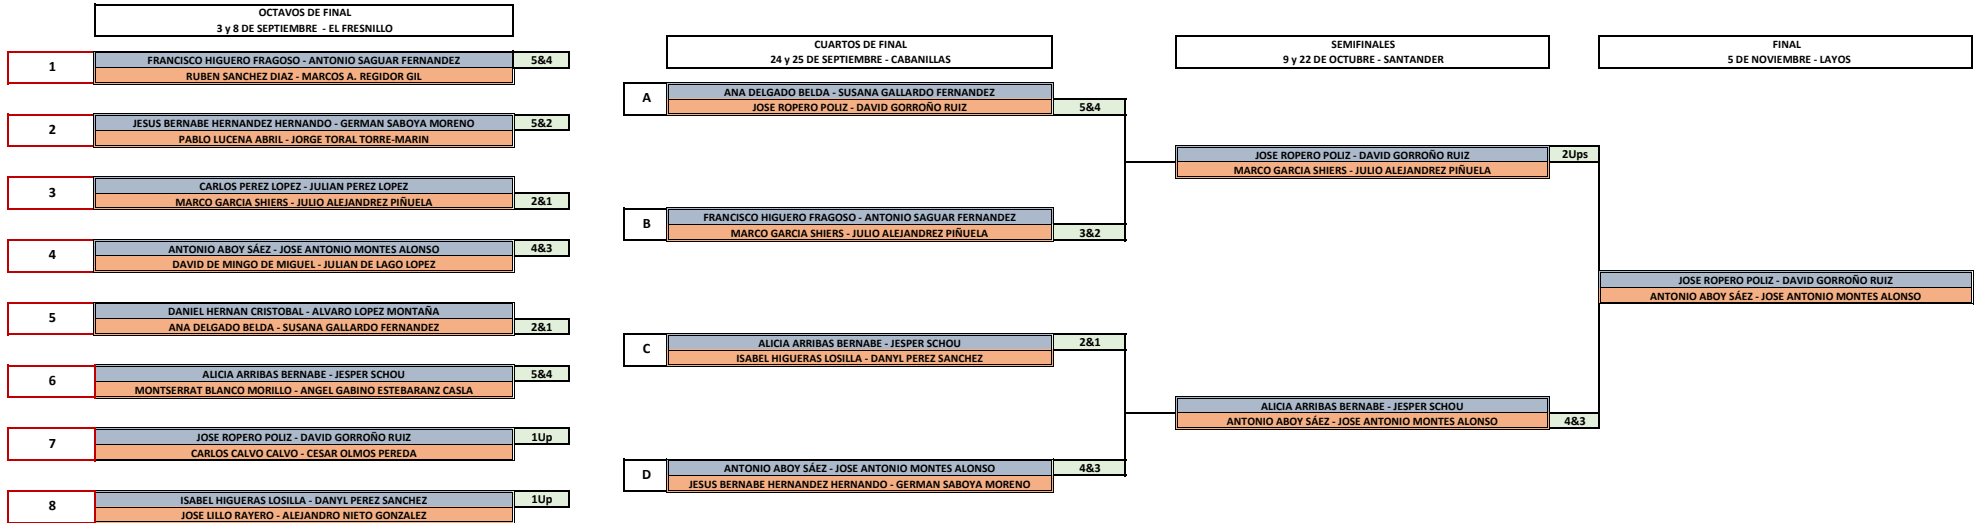 OCTAVOS DE FINAL
3 y 8 DE SEPTIEMBRE - EL FRESNILLO
1
FRANCISCO HIGUERO FRAGOSO - ANTONIO SAGUAR FERNANDEZ 5&4
RUBEN SANCHEZ DIAZ - MARCOS A. REGIDOR GIL
2
JESUS BERNABE HERNANDEZ HERNANDO - GERMAN SABOYA MORENO 5&2
PABLO LUCENA ABRIL - JORGE TORAL TORRE-MARIN
3
CARLOS PEREZ LOPEZ - JULIAN PEREZ LOPEZ
MARCO GARCIA SHIERS - JULIO ALEJANDREZ PIÑUELA 2&1
4
ANTONIO ABOY SÁEZ - JOSE ANTONIO MONTES ALONSO 4&3
DAVID DE MINGO DE MIGUEL - JULIAN DE LAGO LOPEZ
5
DANIEL HERNAN CRISTOBAL - ALVARO LOPEZ MONTAÑA
ANA DELGADO BELDA - SUSANA GALLARDO FERNANDEZ 2&1
6
ALICIA ARRIBAS BERNABE - JESPER SCHOU 5&4
MONTSERRAT BLANCO MORILLO - ANGEL GABINO ESTEBARANZ CASLA
7
JOSE ROPERO POLIZ - DAVID GORROÑO RUIZ 1Up
CARLOS CALVO CALVO - CESAR OLMOS PEREDA
8
ISABEL HIGUERAS LOSILLA - DANYL PEREZ SANCHEZ 1Up
JOSE LILLO RAYERO - ALEJANDRO NIETO GONZALEZ
CUARTOS DE FINAL
24 y 25 DE SEPTIEMBRE - CABANILLAS
A
ANA DELGADO BELDA - SUSANA GALLARDO FERNANDEZ
JOSE ROPERO POLIZ - DAVID GORROÑO RUIZ 5&4
B
FRANCISCO HIGUERO FRAGOSO - ANTONIO SAGUAR FERNANDEZ
MARCO GARCIA SHIERS - JULIO ALEJANDREZ PIÑUELA 3&2
C
ALICIA ARRIBAS BERNABE - JESPER SCHOU 2&1
ISABEL HIGUERAS LOSILLA - DANYL PEREZ SANCHEZ
D
ANTONIO ABOY SÁEZ - JOSE ANTONIO MONTES ALONSO 4&3
JESUS BERNABE HERNANDEZ HERNANDO - GERMAN SABOYA MORENO
SEMIFINALES
9 y 22 DE OCTUBRE - SANTANDER
JOSE ROPERO POLIZ - DAVID GORROÑO RUIZ 2Ups
MARCO GARCIA SHIERS - JULIO ALEJANDREZ PIÑUELA
ALICIA ARRIBAS BERNABE - JESPER SCHOU
ANTONIO ABOY SÁEZ - JOSE ANTONIO MONTES ALONSO 4&3
FINAL
5 DE NOVIEMBRE - LAYOS
JOSE ROPERO POLIZ - DAVID GORROÑO RUIZ
ANTONIO ABOY SÁEZ - JOSE ANTONIO MONTES ALONSO